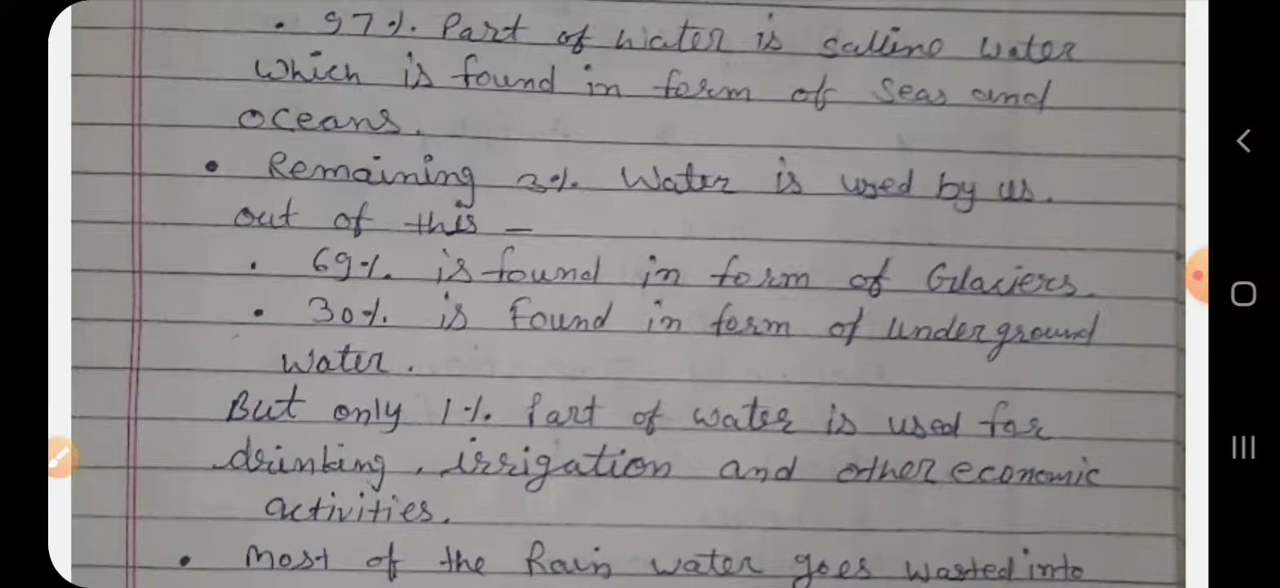 • 97%. Part of water is salline water
which is found in form of seas and
oceans.
• Remaining 3%. Water is used by us.
out of this —
• 69%. is found in form of Glaciers.
• 30%. is found in form of underground
water.
But only 1%. Part of water is used for
drinking, irrigation and other economic
activities.
• Most of the Rain water goes wasted into